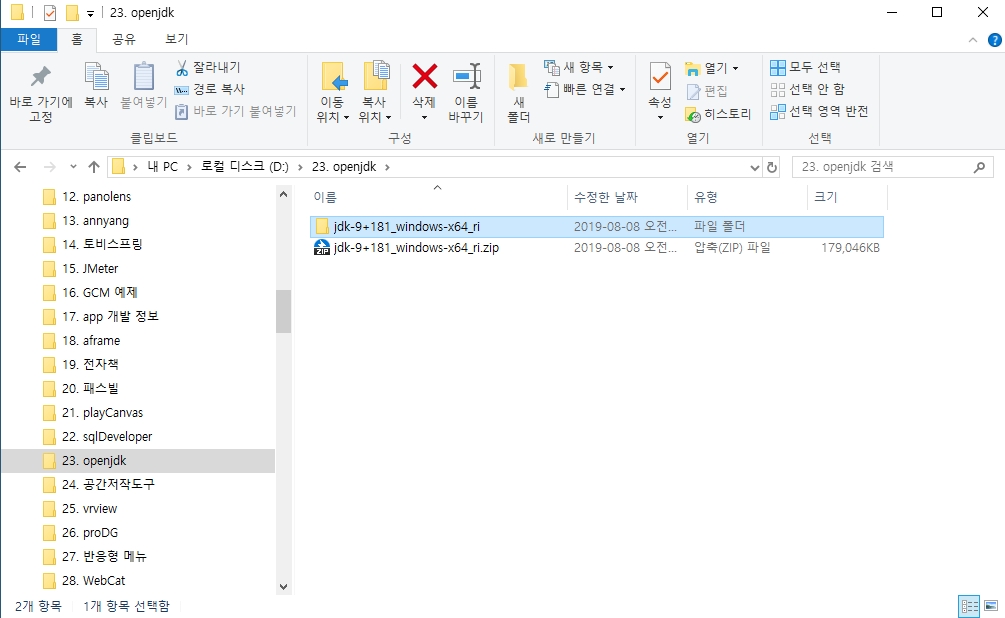 23. openjdk
파일 홈 공유 보기
바로 가기에 고정
복사
붙여넣기
잘라내기
경로 복사
바로 가기 붙여넣기
클립보드
이동 위치
복사 위치
삭제
이름 바꾸기
구성
새 폴더
새 항목
빠른 연결
새로 만들기
속성
열기
편집
히스토리
열기
모두 선택
선택 안 함
선택 영역 반전
선택
내 PC > 로컬 디스크 (D:) > 23. openjdk >
23. openjdk 검색
12. panolens
13. annyang
14. 토비스프링
15. JMeter
16. GCM 예제
17. app 개발 정보
18. aframe
19. 전자책
20. 패스빌
21. playCanvas
22. sqlDeveloper
23. openjdk
24. 공간저작도구
25. vrview
26. proDG
27. 반응형 메뉴
28. WebCat
이름 수정한 날짜 유형 크기
jdk-9+181_windows-x64_ri 2019-08-08 오전... 파일 폴더
ZIP jdk-9+181_windows-x64_ri.zip 2019-08-08 오전... 압축(ZIP) 파일 179,046KB
2개 항목 1개 항목 선택함